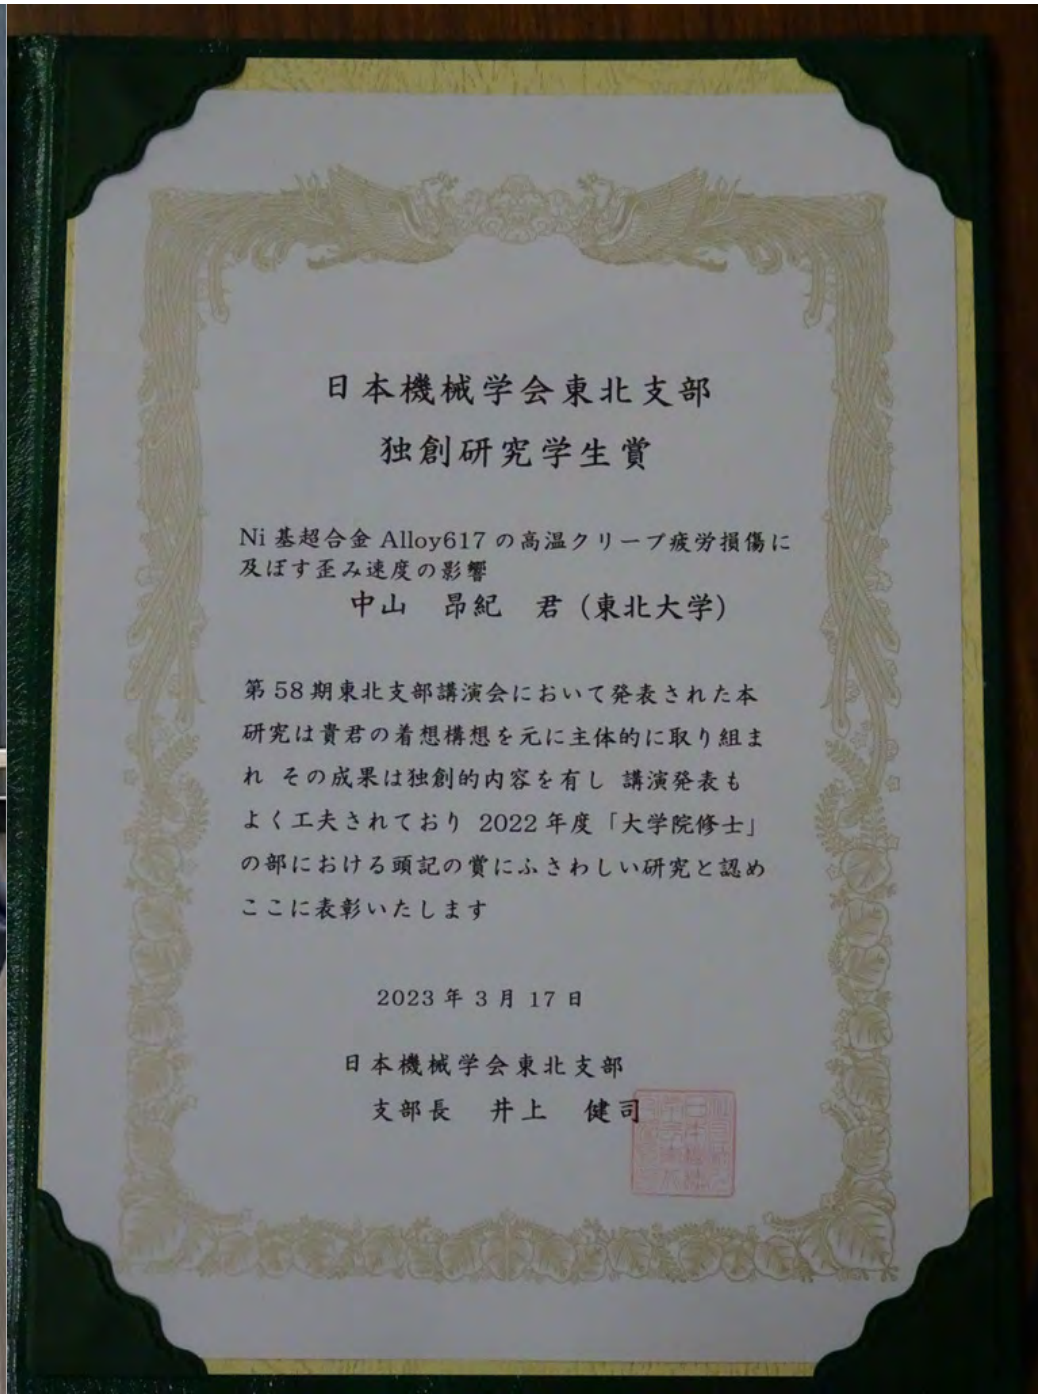 日本機械学会東北支部
独創研究学生賞
Ni 基超合金 Alloy617 の高温クリープ疲労損傷に
及ぼす歪み速度の影響
中山 昂紀 君 (東北大学)
第 58 期東北支部講演会において発表された本
研究は貴君の着想構想を元に主体的に取り組ま
れ その成果は独創的内容を有し 講演発表も
よく工夫されており 2022 年度「大学院修士」
の部における頭記の賞にふさわしい研究と認め
ここに表彰いたします
2023 年 3 月 17 日
日本機械学会東北支部
支部長 井上 健司